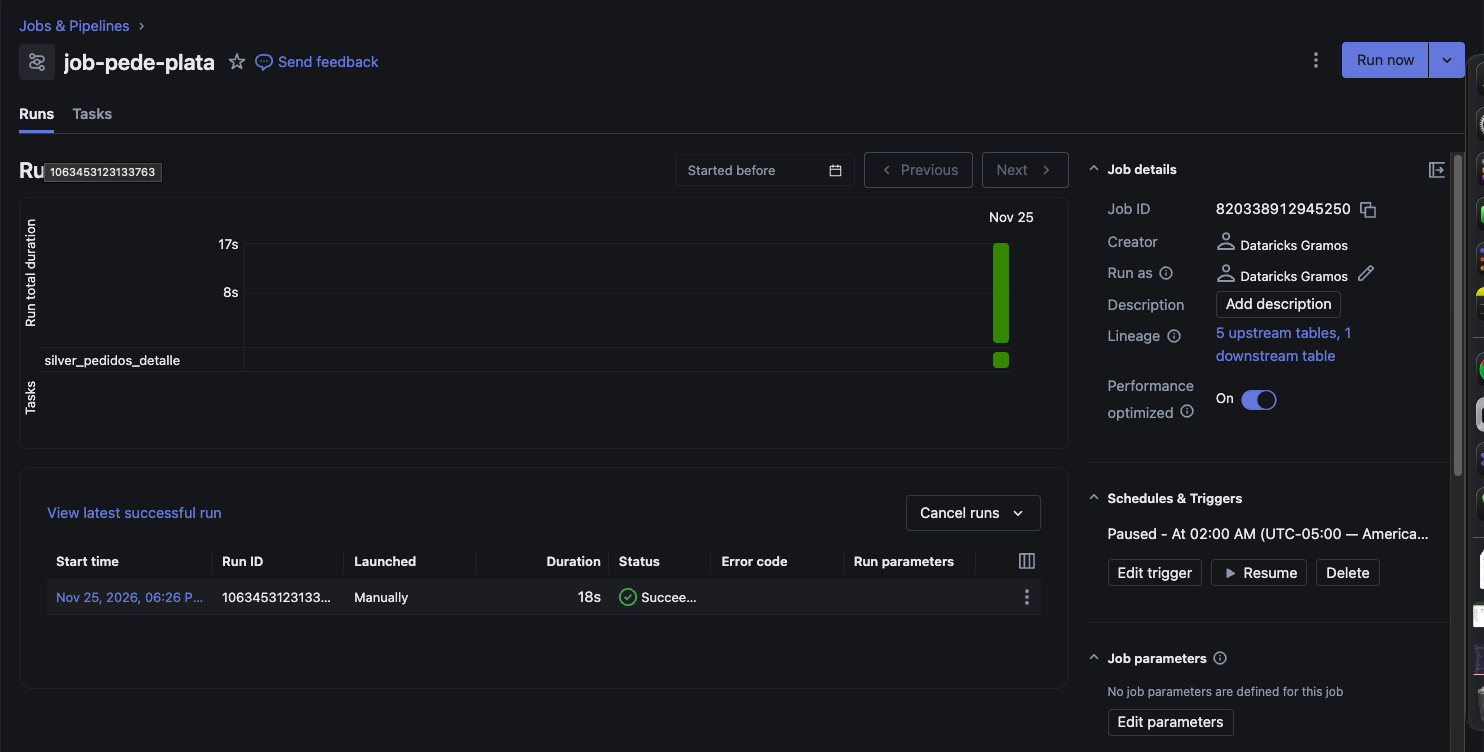 Jobs & Pipelines
job-pede-plata
Send feedback
Run now
Runs
Tasks
Ru
1063453123133763
Started before
Previous
Next
Nov 25
Run total duration
17s
8s
silver_pedidos_detalle
Tasks
View latest successful run
Cancel runs
Start time Run ID Launched Duration Status Error code Run parameters
Nov 25, 2026, 06:26 P... 1063453123133... Manually 18s Succee...
Job details
Job ID 820338912945250
Creator Dataricks Gramos
Run as Dataricks Gramos
Description Add description
Lineage 5 upstream tables, 1
downstream table
Performance
optimized On
Schedules & Triggers
Paused - At 02:00 AM (UTC-05:00 — America...
Edit trigger Resume Delete
Job parameters
No job parameters are defined for this job
Edit parameters